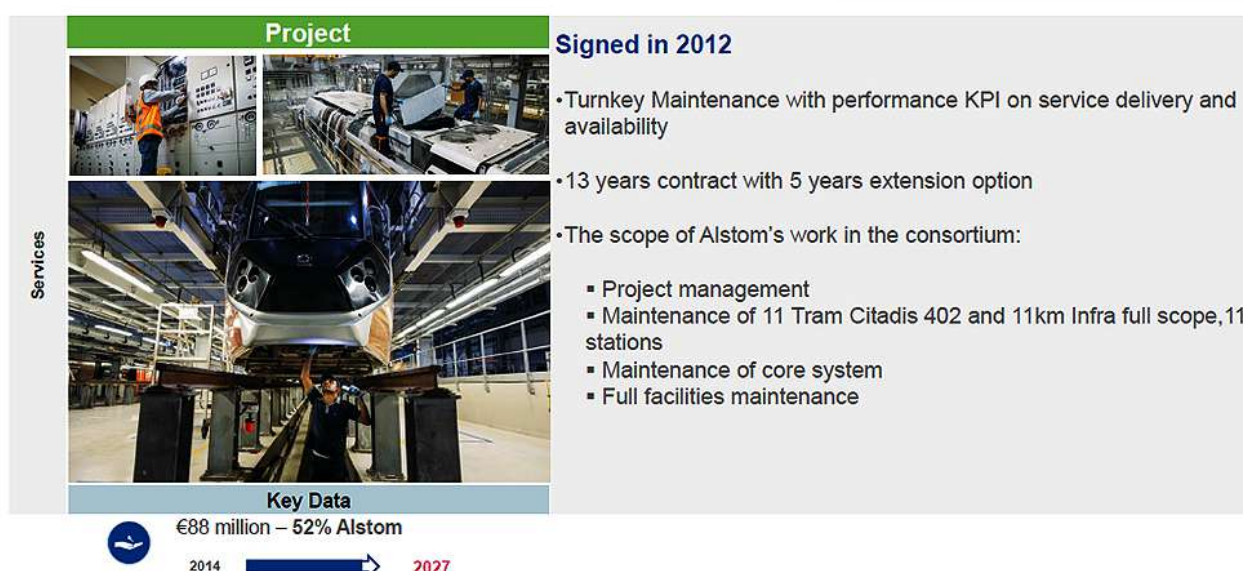 Project
Services
Signed in 2012
•Turnkey Maintenance with performance KPI on service delivery and
availability
•13 years contract with 5 years extension option
•The scope of Alstom's work in the consortium:
▪ Project management
▪ Maintenance of 11 Tram Citadis 402 and 11km Infra full scope,11
stations
▪ Maintenance of core system
▪ Full facilities maintenance
Key Data
€88 million – 52% Alstom
2014
2027